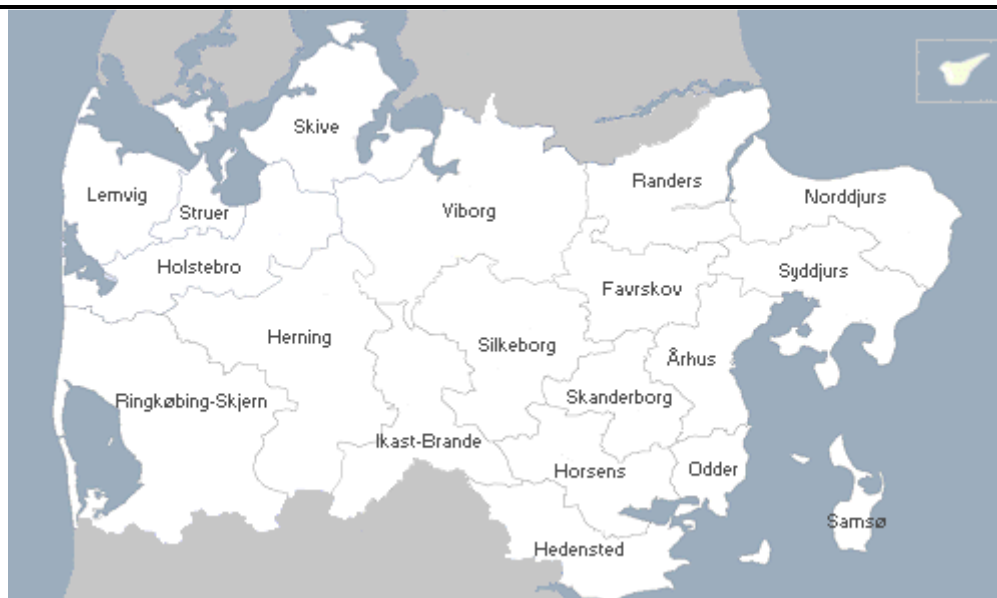 Skive
Randers
Lemvig
Norddjurs
Struer
Viborg
Holstebro
Syddjurs
Favrskov
Herning
Silkeborg
Århus
Ringkøbing-Skjern
Skanderborg
Ikast-Brande
Horsens
Odder
Samsø
Hedensted